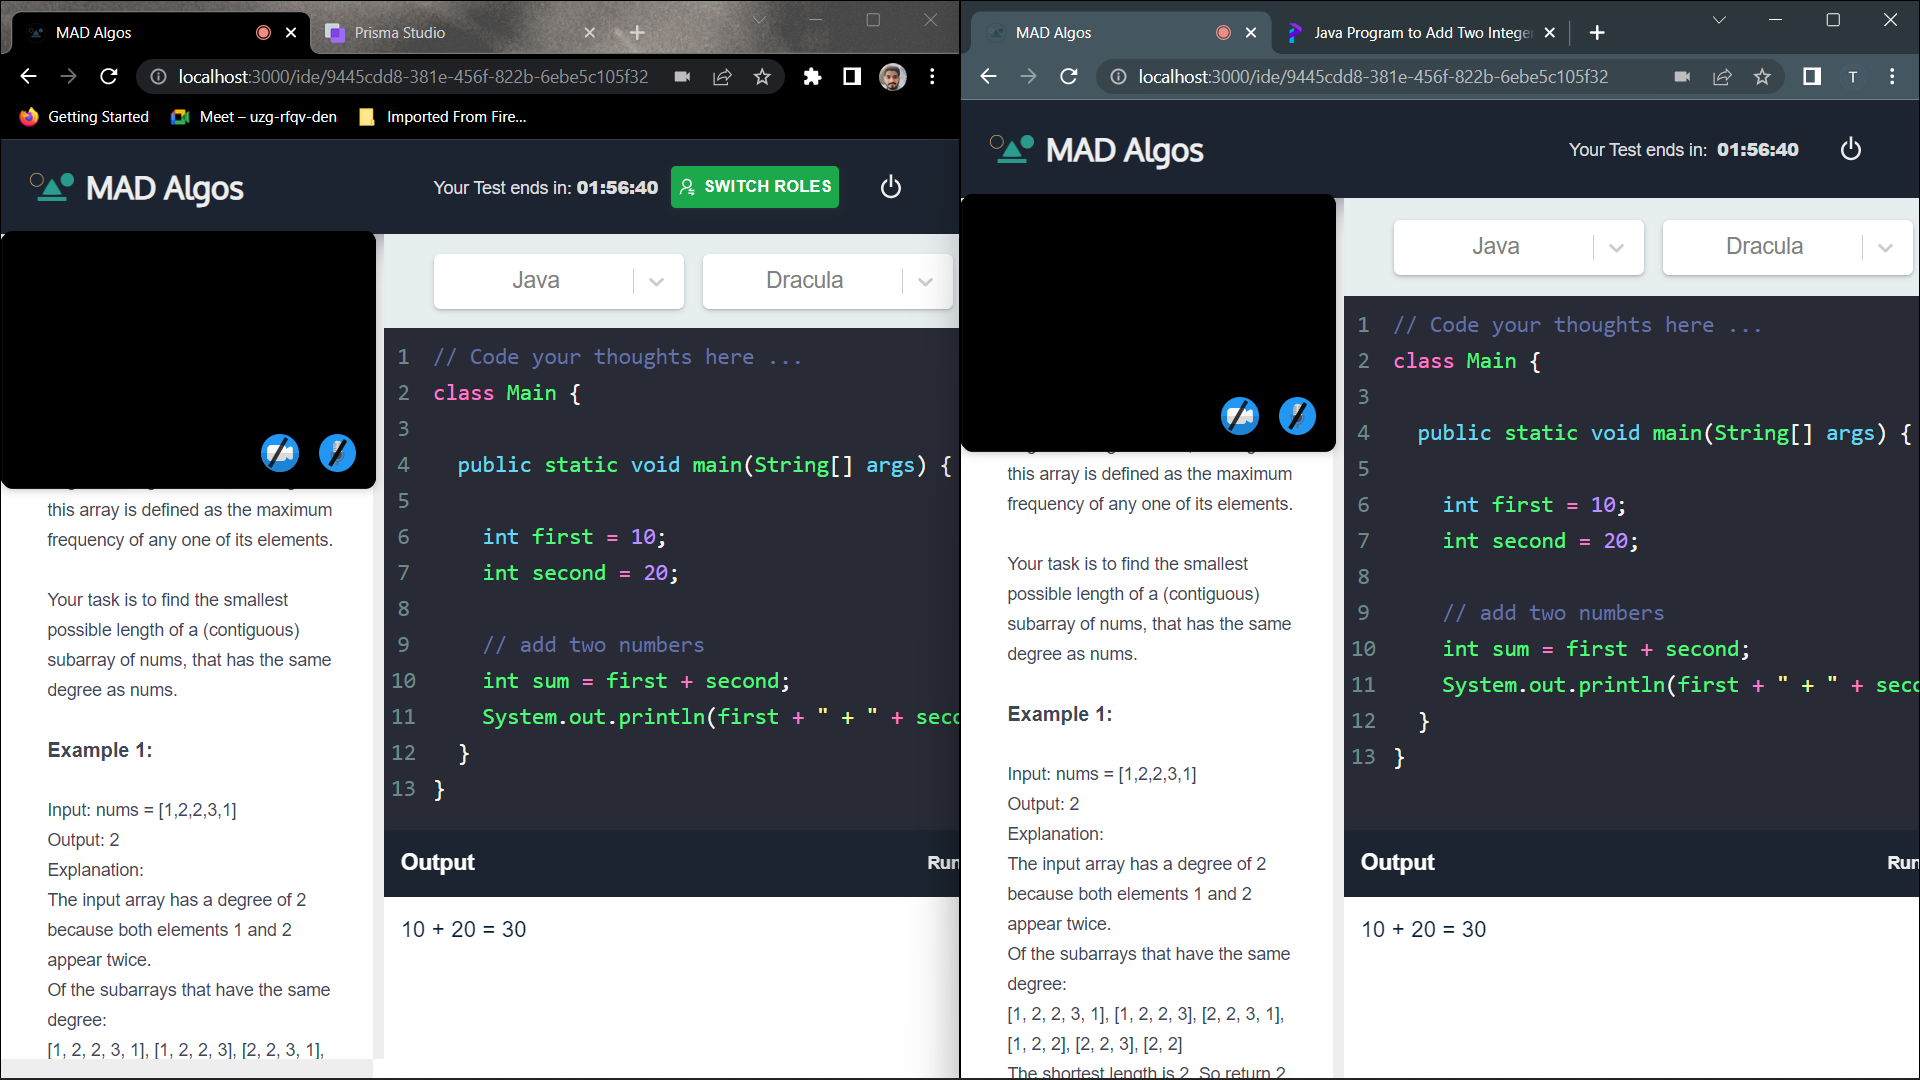 MAD Algos
Prisma Studio
localhost:3000/ide/9445cdd8-381e-456f-822b-6ebe5c105f32
Getting Started
Meet – uzg-rfqv-den
Imported From Fire...
MAD Algos
Your Test ends in: 01:56:40
SWITCH ROLES
this array is defined as the maximum
frequency of any one of its elements.
Your task is to find the smallest
possible length of a (contiguous)
subarray of nums, that has the same
degree as nums.
Example 1:
Input: nums = [1,2,2,3,1]
Output: 2
Explanation:
The input array has a degree of 2
because both elements 1 and 2
appear twice.
Of the subarrays that have the same
degree:
[1, 2, 2, 3, 1], [1, 2, 2, 3], [2, 2, 3, 1],
Java
Dracula
1 // Code your thoughts here ...
2 class Main {
3
4 public static void main(String[] args) {
5
6 int first = 10;
7 int second = 20;
8
9 // add two numbers
10 int sum = first + second;
11 System.out.println(first + " + " + seco
12 }
13 }
Output
Run
10 + 20 = 30
MAD Algos
Java Program to Add Two Integer
localhost:3000/ide/9445cdd8-381e-456f-822b-6ebe5c105f32
T
MAD Algos
Your Test ends in: 01:56:40
this array is defined as the maximum
frequency of any one of its elements.
Your task is to find the smallest
possible length of a (contiguous)
subarray of nums, that has the same
degree as nums.
Example 1:
Input: nums = [1,2,2,3,1]
Output: 2
Explanation:
The input array has a degree of 2
because both elements 1 and 2
appear twice.
Of the subarrays that have the same
degree:
[1, 2, 2, 3, 1], [1, 2, 2, 3], [2, 2, 3, 1],
[1, 2, 2], [2, 2, 3], [2, 2]
The shortest length is 2. So return 2
Java
Dracula
1 // Code your thoughts here ...
2 class Main {
3
4 public static void main(String[] args) {
5
6 int first = 10;
7 int second = 20;
8
9 // add two numbers
10 int sum = first + second;
11 System.out.println(first + " + " + seco
12 }
13 }
Output
Run
10 + 20 = 30